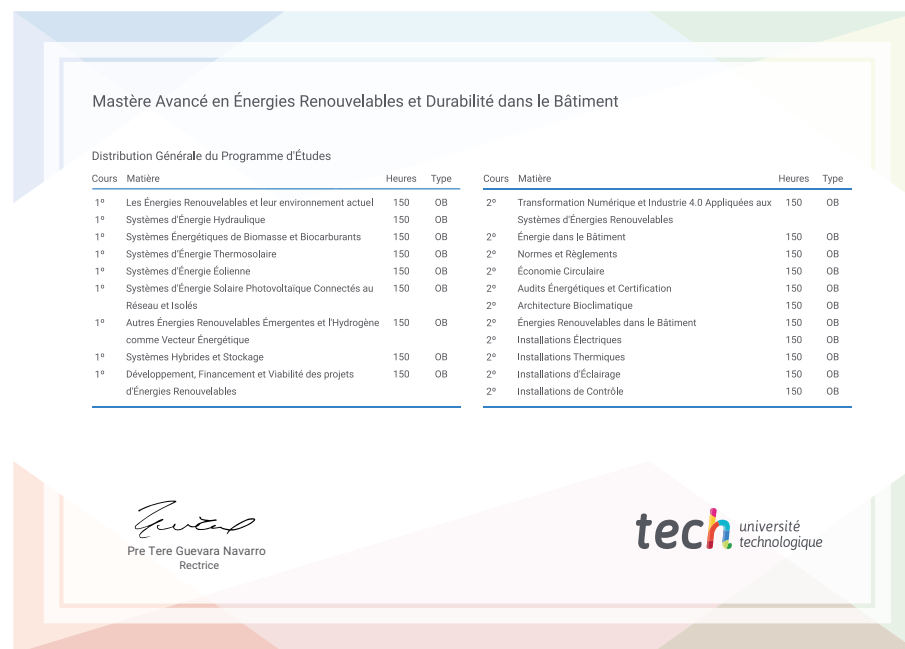 Mastère Avancé en Énergies Renouvelables et Durabilité dans le Bâtiment
Distribution Générale du Programme d'Études
Cours Matière Heures Type
1º Les Énergies Renouvelables et leur environnement actuel 150 OB
1º Systèmes d'Énergie Hydraulique 150 OB
1º Systèmes Énergétiques de Biomasse et Biocarburants 150 OB
1º Systèmes d'Énergie Thermosolaire 150 OB
1º Systèmes d'Énergie Éolienne 150 OB
1º Systèmes d'Énergie Solaire Photovoltaïque Connectés au 150 OB
Réseau et Isolés
1º Autres Énergies Renouvelables Émergentes et l'Hydrogène 150 OB
comme Vecteur Énergétique
1º Systèmes Hybrides et Stockage 150 OB
1º Développement, Financement et Viabilité des projets 150 OB
d'Énergies Renouvelables
Cours Matière Heures Type
2º Transformation Numérique et Industrie 4.0 Appliquées aux 150 OB
Systèmes d'Énergies Renouvelables
2º Énergie dans le Bâtiment 150 OB
2º Normes et Règlements 150 OB
2º Économie Circulaire 150 OB
2º Audits Énergétiques et Certification 150 OB
2º Architecture Bioclimatique 150 OB
2º Énergies Renouvelables dans le Bâtiment 150 OB
2º Installations Électriques 150 OB
2º Installations Thermiques 150 OB
2º Installations d'Éclairage 150 OB
2º Installations de Contrôle 150 OB
Pre Tere Guevara Navarro
Rectrice
tech université
technologique